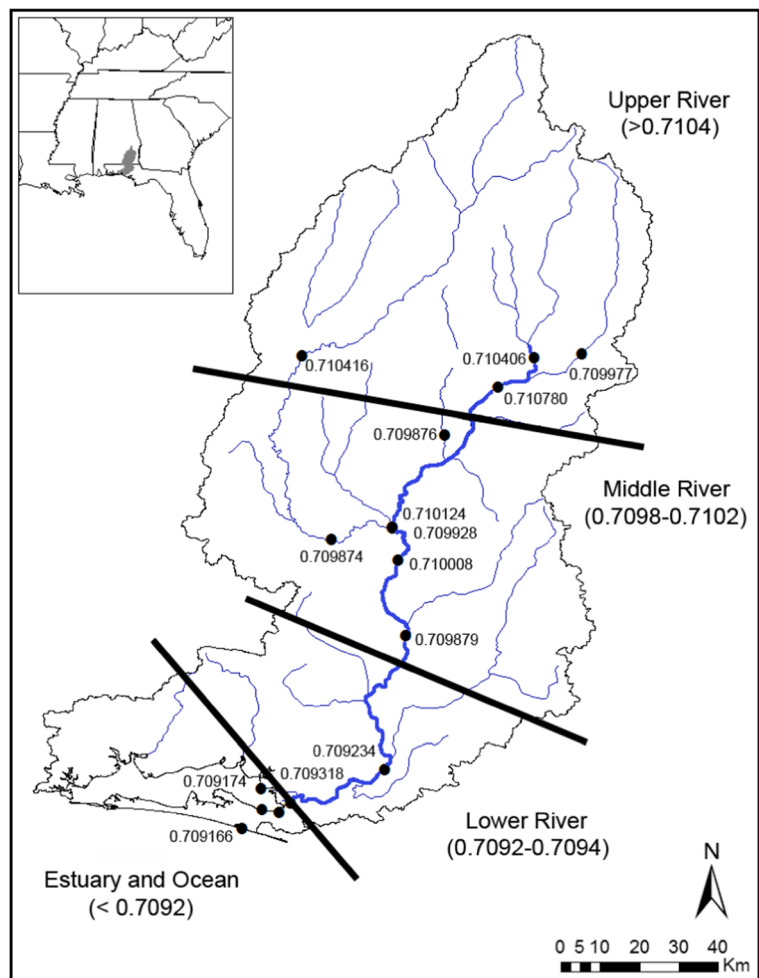 Upper River
(>0.7104)
0.710416
0.710406
0.709977
0.710780
0.709876
Middle River
(0.7098-0.7102)
0.710124
0.709928
0.709874
0.710008
0.709879
0.709234
0.709318
0.709174
0.709166
Lower River
(0.7092-0.7094)
Estuary and Ocean
(< 0.7092)
N
0 5 10 20 30 40
Km